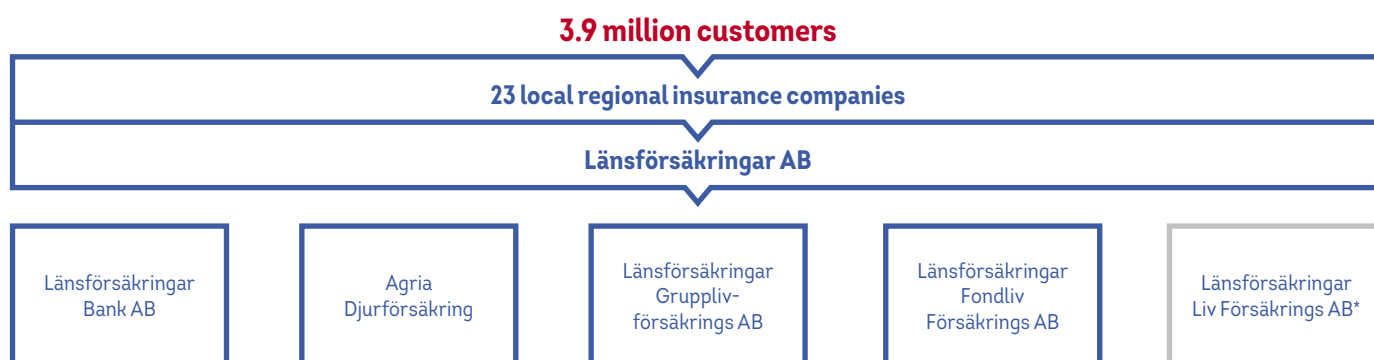 3.9 million customers
23 local regional insurance companies
Länsförsäkringar AB
Länsförsäkringar
Bank AB
Agria
Djurförsäkring
Länsförsäkringar
Gruppliv-
försäkrings AB
Länsförsäkringar
Fondliv
Försäkrings AB
Länsförsäkringar
Liv Försäkrings AB*